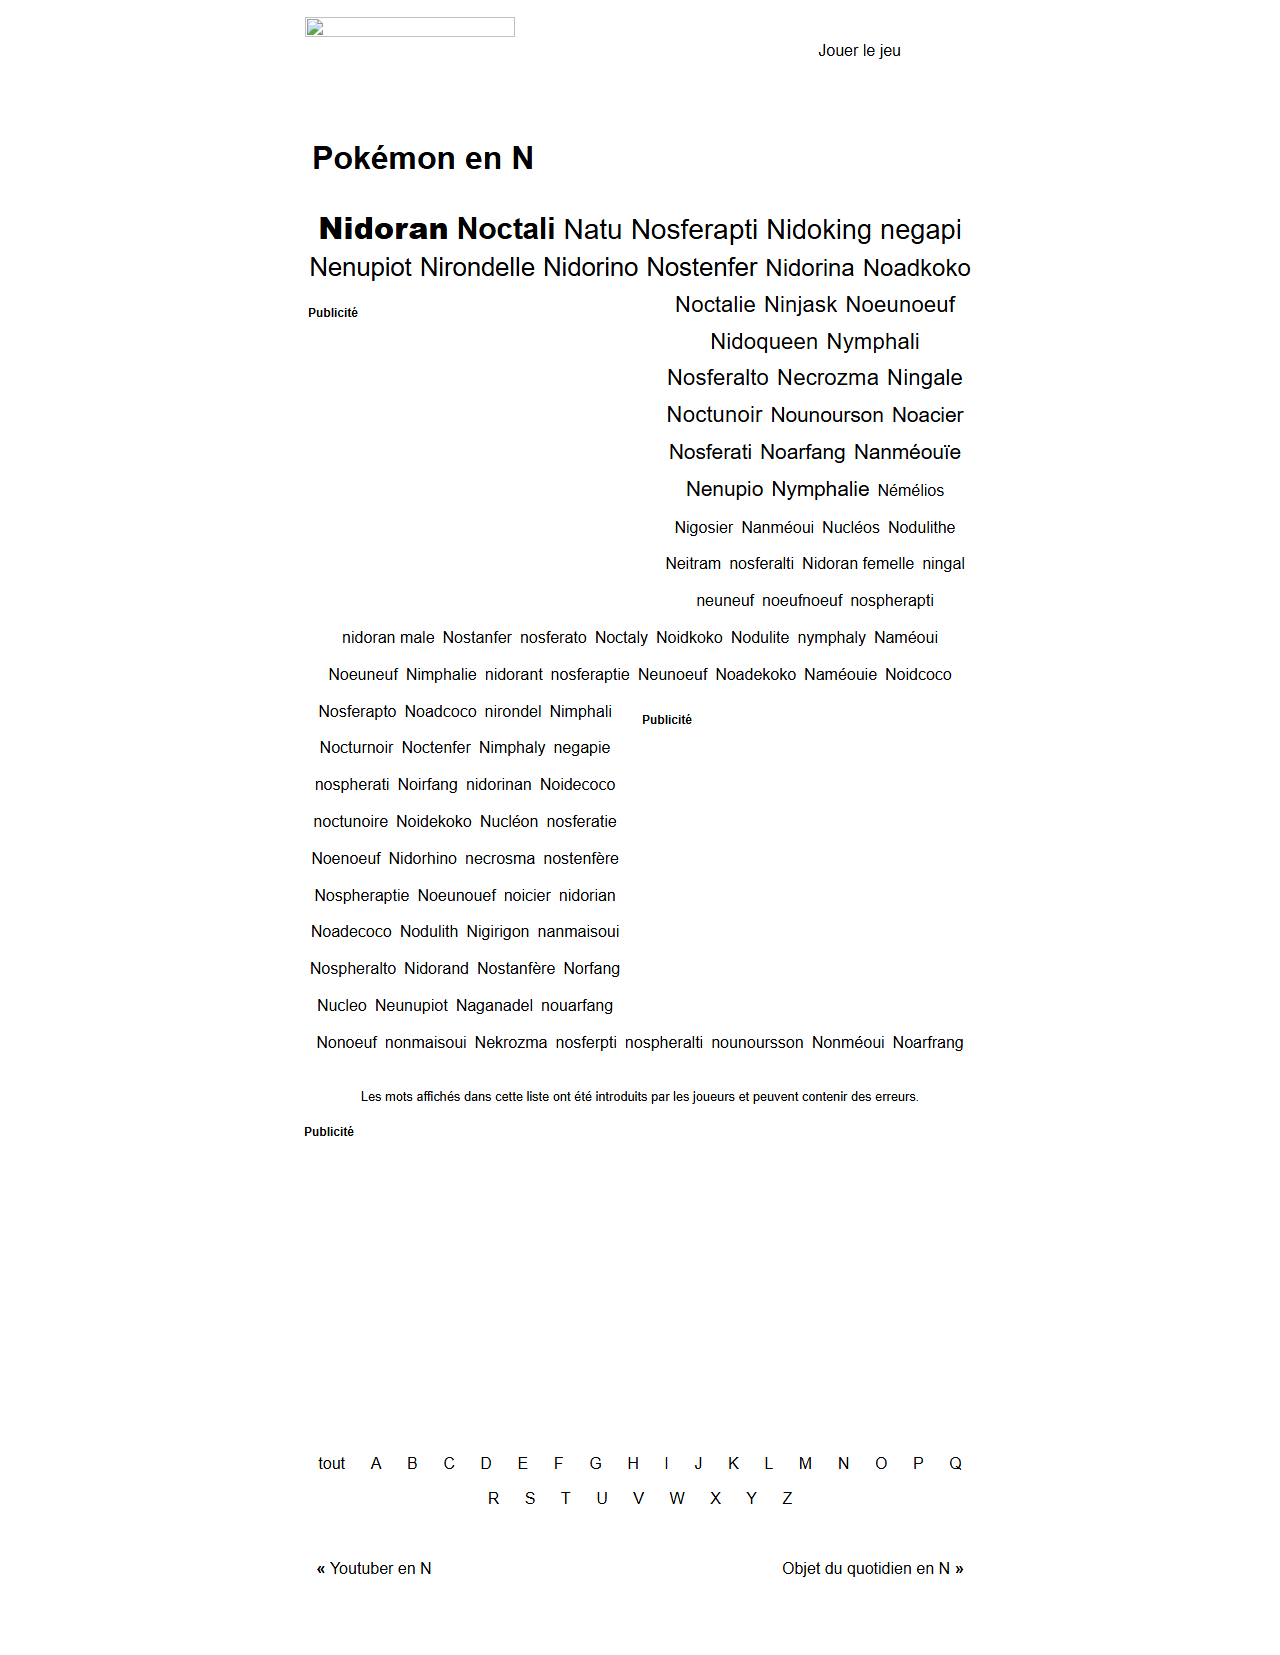 Jouer le jeu
Pokémon en N
Nidoran Noctali Natu Nosferapti Nidoking negapi
Nenupiot Nirondelle Nidorino Nostenfer Nidorina Noadkoko
Publicité
Noctalie Ninjask Noeunoeuf
Nidoqueen Nymphali
Nosferalto Necrozma Ningale
Noctunoir Nounourson Noacier
Nosferati Noarfang Nanméouïe
Nenupio Nymphalie Némélios
Nigosier Nanméoui Nucléos Nodulithe
Neitram nosferalti Nidoran femelle ningal
neuneuf noeufnoeuf nospherapti
nidoran male Nostanfer nosferato Noctaly Noidkoko Nodulite nymphaly Naméoui
Noeuneuf Nimphalie nidorant nosferaptie Neunoeuf Noadekoko Naméouie Noidcoco
Nosferapto Noadcoco nirondel Nimphali
Publicité
Nocturnoir Noctenfer Nimphaly negapie
nospherati Noirfang nidorinan Noidecoco
noctunoire Noidekoko Nucléon nosferatie
Noenoeuf Nidorhino necrosma nostenfère
Nospheraptie Noeunouef noicier nidorian
Noadecoco Nodulith Nigirigon nanmaisoui
Nospheralto Nidorand Nostanfère Norfang
Nucleo Neunupiot Naganadel nouarfang
Nonoeuf nonmaisoui Nekrozma nosferpti nospheralti nounoursson Nonméoui Noarfrang
Les mots affichés dans cette liste ont été introduits par les joueurs et peuvent contenir des erreurs.
Publicité
tout A B C D E F G H I J K L M N O P Q
R S T U V W X Y Z
« Youtuber en N
Objet du quotidien en N »